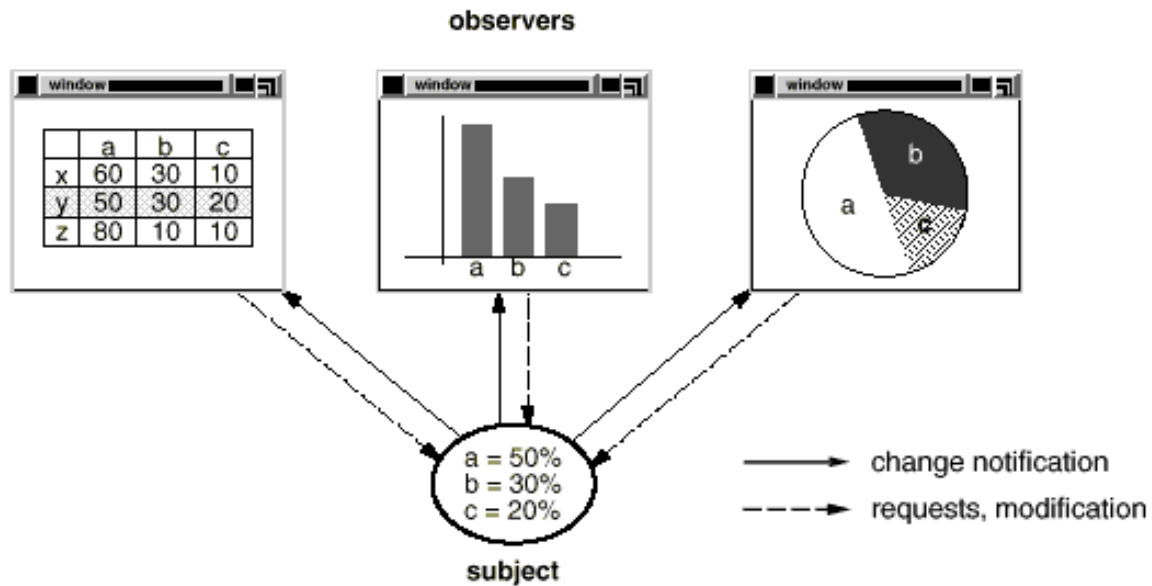 observers
window
a b c
x 60 30 10
y 50 30 20
z 80 10 10
window
a b c
window
b
a
c
a = 50%
b = 30%
c = 20%
subject
change notification
requests, modification